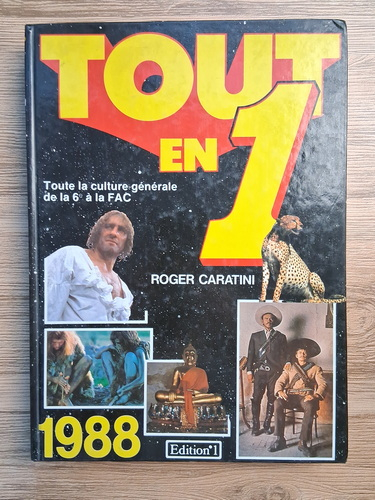 TOUT
EN 1
Toute la culture générale
de la 6e à la FAC
ROGER CARATINI
1988
Edition°1